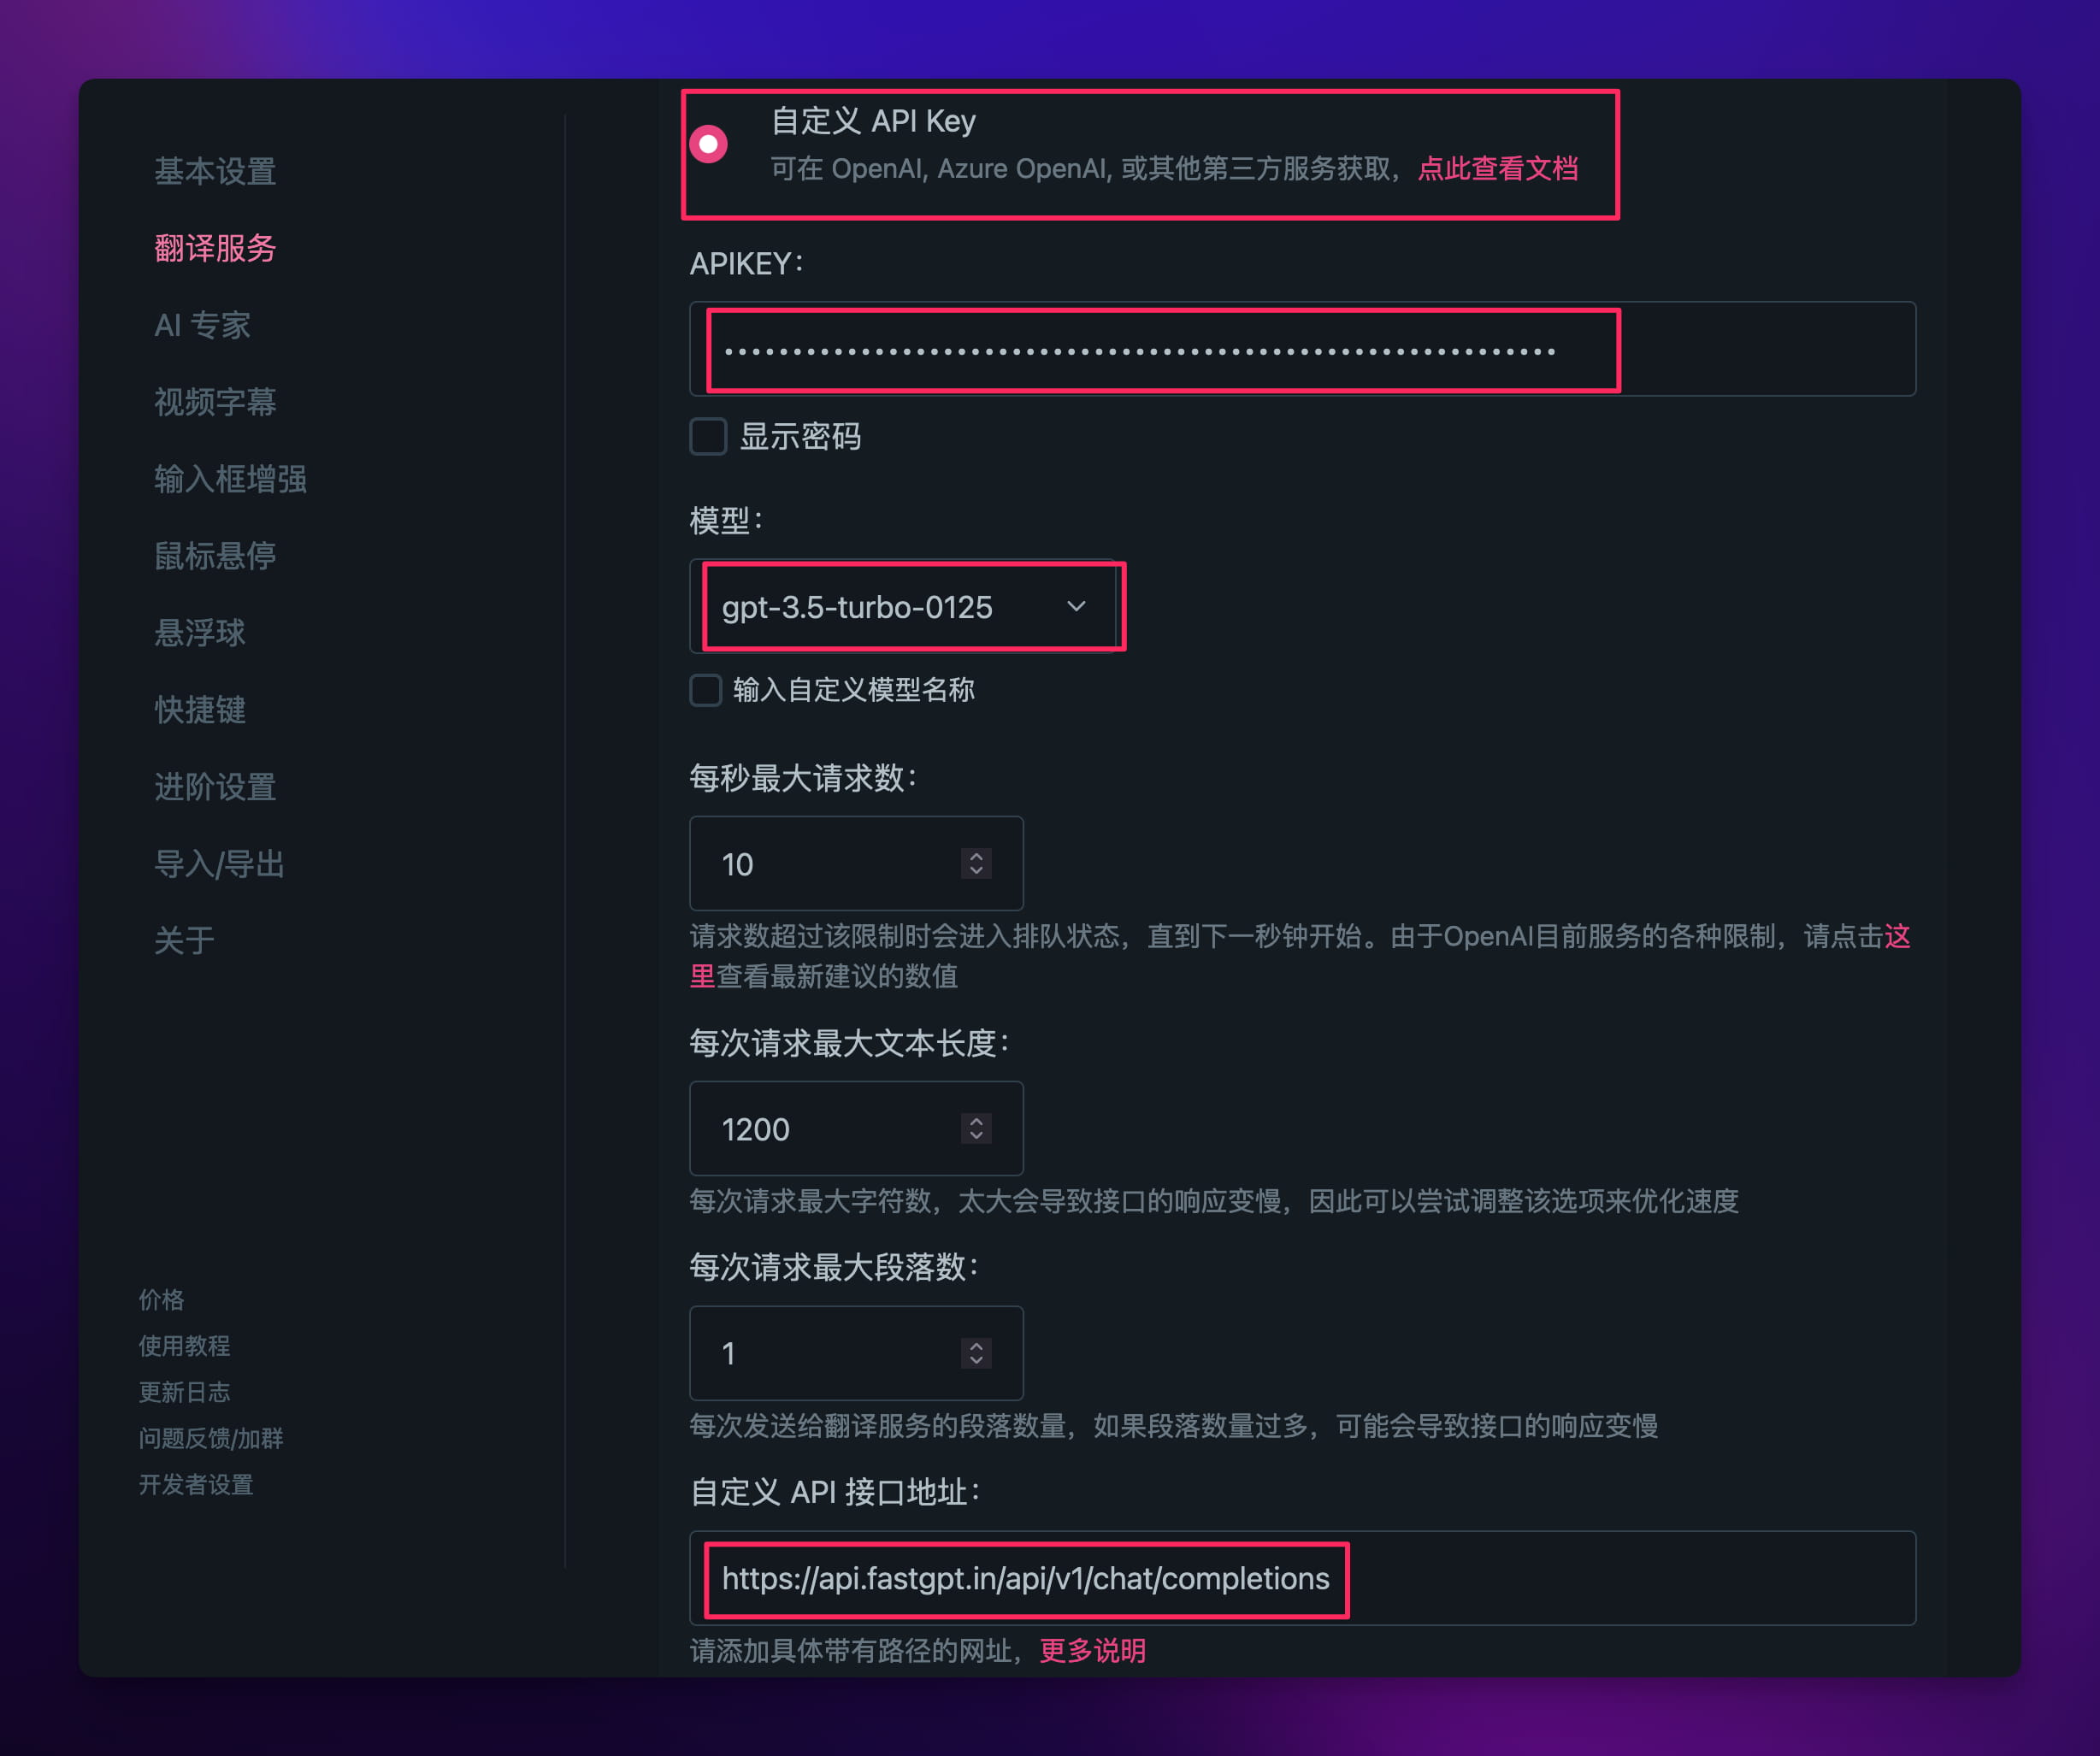 基本设置
翻译服务
AI 专家
视频字幕
输入框增强
鼠标悬停
悬浮球
快捷键
进阶设置
导入/导出
关于
价格
使用教程
更新日志
问题反馈/加群
开发者设置
自定义 API Key
可在 OpenAI, Azure OpenAI, 或其他第三方服务获取，点此查看文档
APIKEY：
•••••••••••••••••••••••••••••••••••••••••••••••••••••••••••••
显示密码
模型：
gpt-3.5-turbo-0125
输入自定义模型名称
每秒最大请求数：
10
请求数超过该限制时会进入排队状态，直到下一秒钟开始。由于OpenAI目前服务的各种限制，请点击这
里查看最新建议的数值
每次请求最大文本长度：
1200
每次请求最大字符数，太大会导致接口的响应变慢，因此可以尝试调整该选项来优化速度
每次请求最大段落数：
1
每次发送给翻译服务的段落数量，如果段落数量过多，可能会导致接口的响应变慢
自定义 API 接口地址：
https://api.fastgpt.in/api/v1/chat/completions
请添加具体带有路径的网址，更多说明